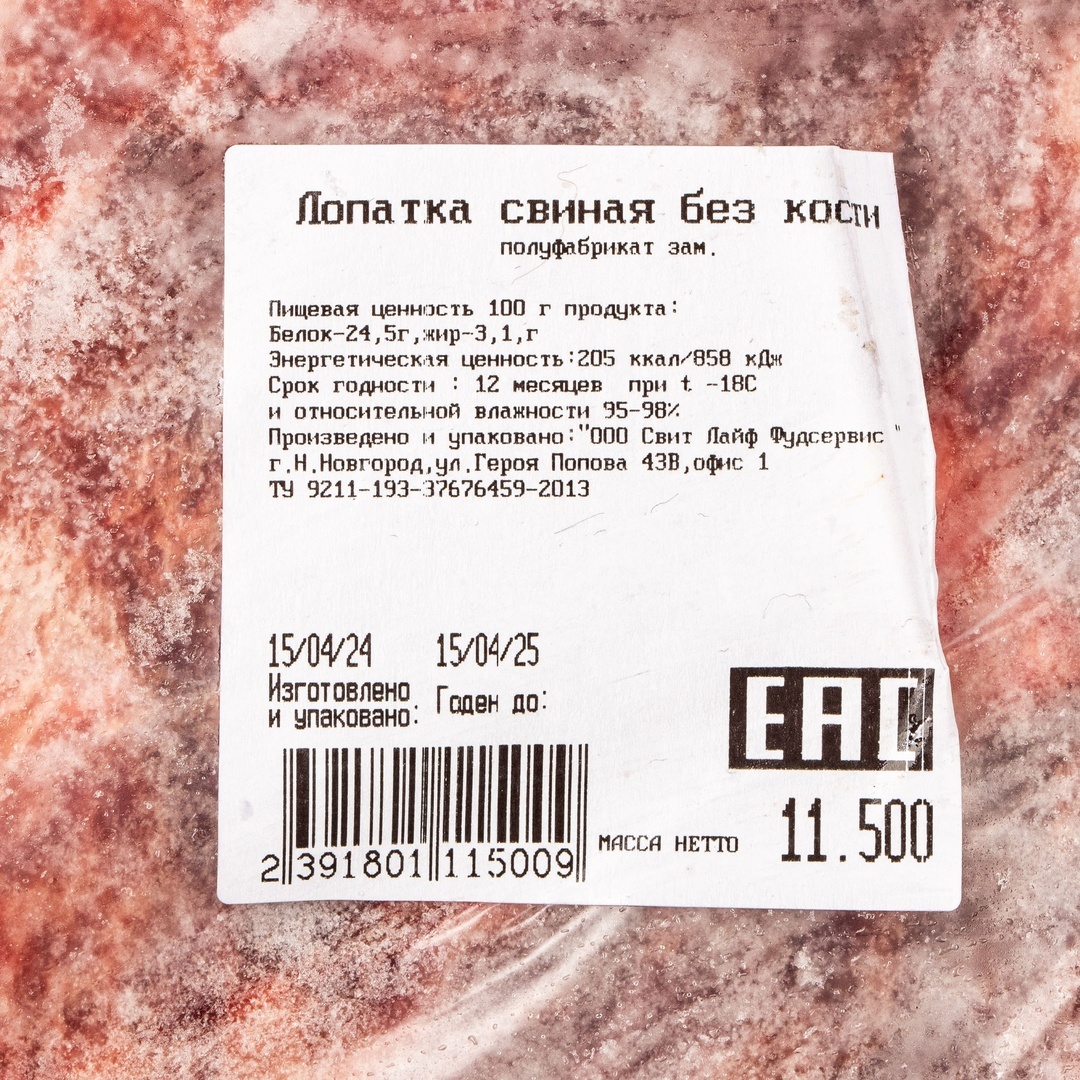 Лопатка свиная без кости
полуфабрикат зам.
Пищевая ценность 100 г продукта:
Белок-24,5г,жир-3,1,г
Энергетическая ценность:205 ккал/858 кДж
Срок годности : 12 месяцев при t -18С
и относительной влажности 95-98%
Произведено и упаковано:"ООО Свит Лайф Фудсервис "
г.Н.Новгород,ул.Героя Попова 43В,офис 1
ТУ 9211-193-37676459-2013
15/04/24 15/04/25
Изготовлено
и упаковано: Годен до:
EAC
2 391801 115009
МАССА НЕТТО 11.500